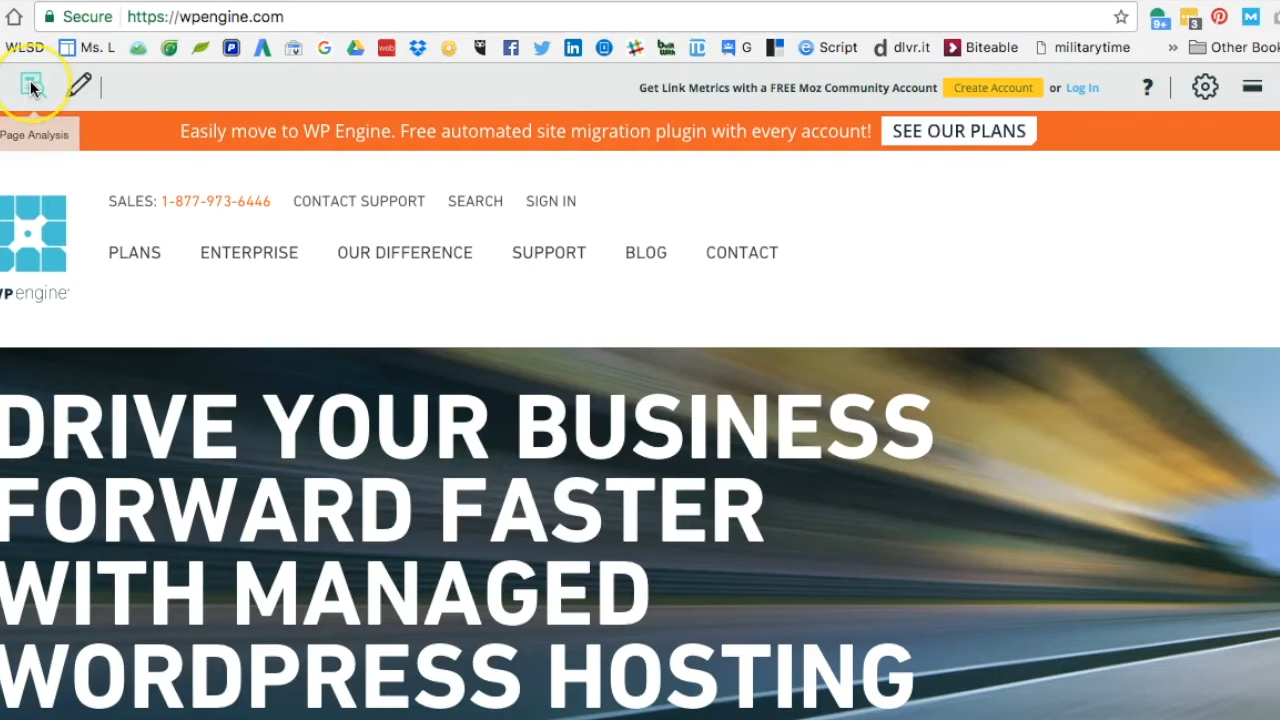 Secure https://wpengine.com
9+ 3
WLSD Ms. L Script dlvr.it Biteable militarytime » Other Book
Get Link Metrics with a FREE Moz Community Account Create Account or Log In ?
Page Analysis
Easily move to WP Engine. Free automated site migration plugin with every account! SEE OUR PLANS
SALES: 1-877-973-6446 CONTACT SUPPORT SEARCH SIGN IN
PLANS ENTERPRISE OUR DIFFERENCE SUPPORT BLOG CONTACT
WP engine
DRIVE YOUR BUSINESS
FORWARD FASTER
WITH MANAGED
WORDPRESS HOSTING